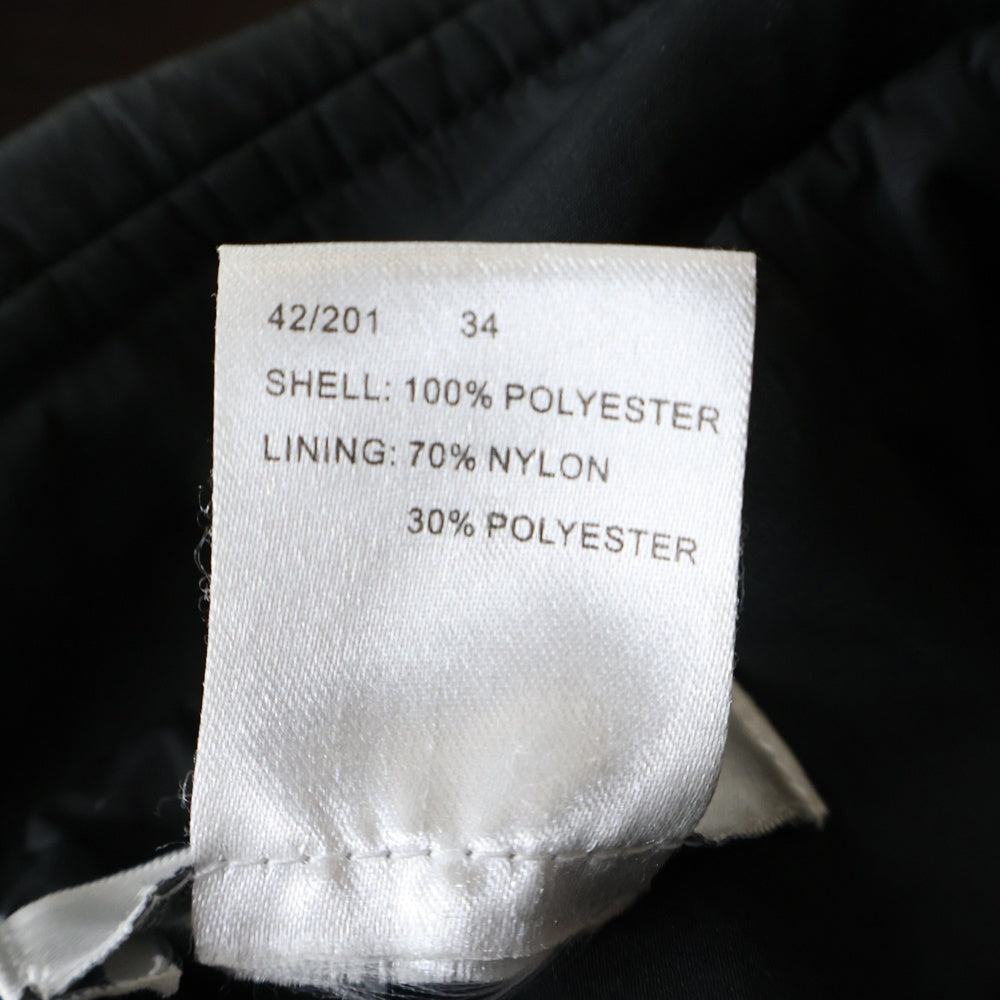 42/201 34
SHELL: 100% POLYESTER
LINING: 70% NYLON
30% POLYESTER